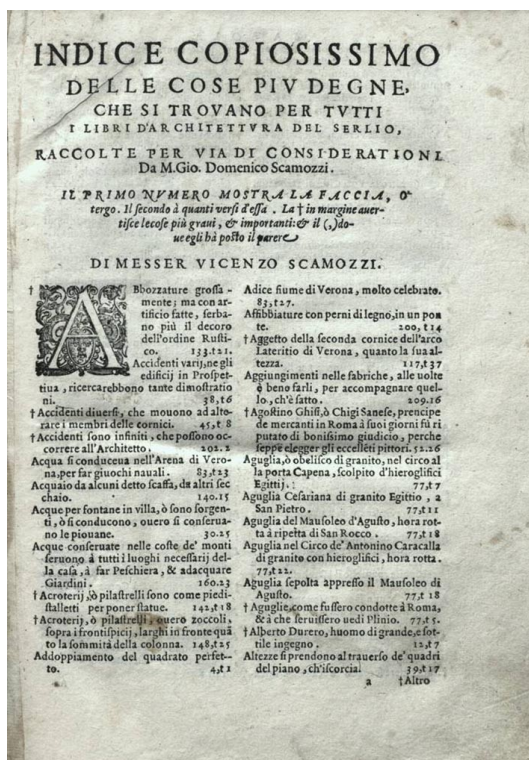 INDICE COPIOSISSIMO
DELLE COSE PIV DEGNE,
CHE SI TROVANO PER TVTTI
I LIBRI D'ARCHITETTVRA DEL SERLIO,
RACCOLTE PER VIA DI CONSIDERATIONI
Da M. Gio. Domenico Scamozzi.
IL PRIMO NVMERO MOSTRA LA FACCIA, O'
tergo. Il secondo à quanti versi d'essa. La † in margine auer-
tisce le cose più graui, & importanti: & il (,) do-
ue egli hà posto il parere
DI MESSER VICENZO SCAMOZZI.
† ABbozzature grossa-
mente; ma con ar-
tificio fatte, serba-
no più il decoro
dell'ordine Rusti-
co. 133.t21.
Accidenti varij, ne gli
edificij in Prospet-
tiua, ricercarebbono tante dimostratio
ni. 38,t6
† Accidenti diuersi, che mouono ad alto-
rare i membri delle cornici. 45,t8
† Accidenti sono infiniti, che possono oc-
correre all'Architetto. 202.2
Acqua si conduceua nell'Arena di Vero-
na, per far giuochi nauali. 83,t23
Acquaio da alcuni detto scaffa, da altri sec
chaio. 140.15
Acque per fontane in villa, ò sono sorgen-
ti, ò si conducono, ouero si conserua-
no le piouane. 30.25
Acque conseruate nelle coste de' monti
seruono à tutti i luoghi necessarij del-
la casa, à far Peschiera, & adacquare
Giardini. 160.23
† Acroterij, ò pilastrelli sono come piedi-
stalletti per poner statue. 142,t18
† Acroterij, ò pilastrelli, ouero zoccoli,
sopra i frontispicij, larghi in fronte quà
to la sommità della colonna. 148,t25
Addoppiamento del quadrato perfet-
to. 4,t1
Adice fiume di Verona, molto celebrato.
83,t27.
Affibbiature con perni di legno, in un pon
te. 200,t14
† Aggetto della seconda cornice dell'arco
Lateritio di Verona, quanto la sua al-
tezza. 117,t37
Aggiungimenti nelle fabriche, alle uolte
è beno farli, per accompagnare quel-
lo, ch'è fatto. 209.16
† Agostino Ghisi, ò Chigi Sanese, prencipe
de mercanti in Roma à suoi giorni fú ri
putato di bonissimo giudicio, perche
seppe elegger gli eccellēti pittori. 52.26
Aguglia, ò obelisco di granito, nel circo al
la porta Capena, scolpito d'hieroglifici
Egittij: 77,t7
Aguglia Cesariana di granito Egittio, a
San Pietro. 77,t11
Aguglia del Mausoleo d'Agusto, hora rot-
ta à ripetta di San Rocco. 77,t18
Aguglia nel Circo de' Antonino Caracalla
di granito con hieroglifici, hora rotta.
77,t22.
Aguglia sepolta appresso il Mausoleo di
Agusto. 77,t18
† Aguglie, come fussero condotte à Roma,
& à che seruissero uedi Plinio. 77,t5.
† Alberto Durero, huomo di grande, e sot-
tile ingegno. 12,t7
Altezze si prendono al trauerso de' quadri
del piano, ch'iscorcia. 39,t17
a †Altro